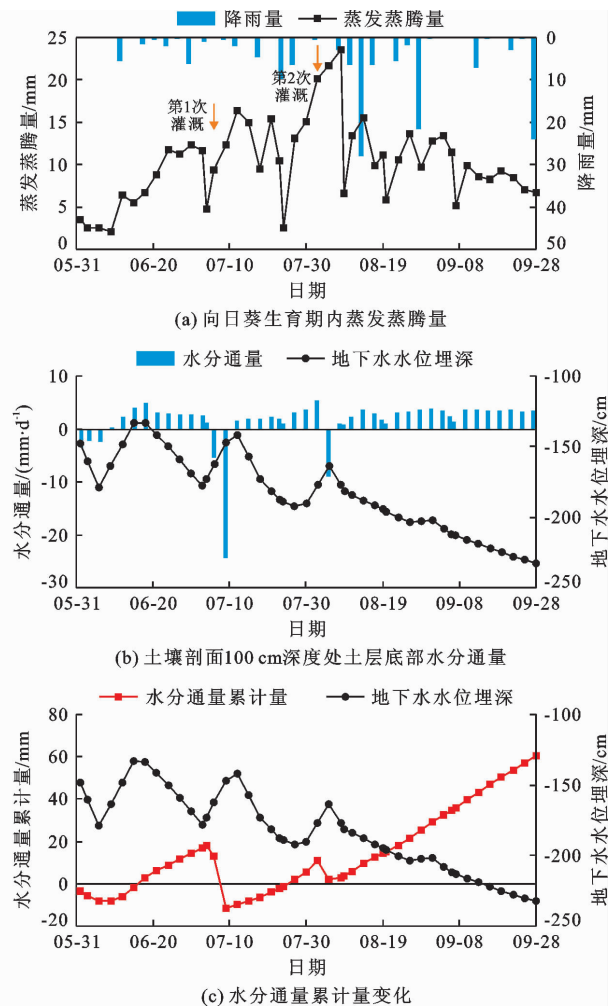 降雨量 蒸发蒸腾量
25 0
20 10
15 20
10 30
5 40
0 50
蒸发蒸腾量/mm
降雨量/mm
第1次
灌溉
第2次
灌溉
05-31 06-20 07-10 07-30 08-19 09-08 09-28
日期
(a) 向日葵生育期内蒸发蒸腾量
水分通量 地下水水位埋深
10 -100
0
-10 -150
-20 -200
-30 -250
水分通量/(mm·d⁻¹)
地下水水位埋深/cm
05-31 06-20 07-10 07-30 08-19 09-08 09-28
日期
(b) 土壤剖面100 cm深度处土层底部水分通量
水分通量累计量 地下水水位埋深
80 -100
60
40 -150
20 -200
0
-20 -250
水分通量累计量/mm
地下水水位埋深/cm
05-31 06-20 07-10 07-30 08-19 09-08 09-28
日期
(c) 水分通量累计量变化